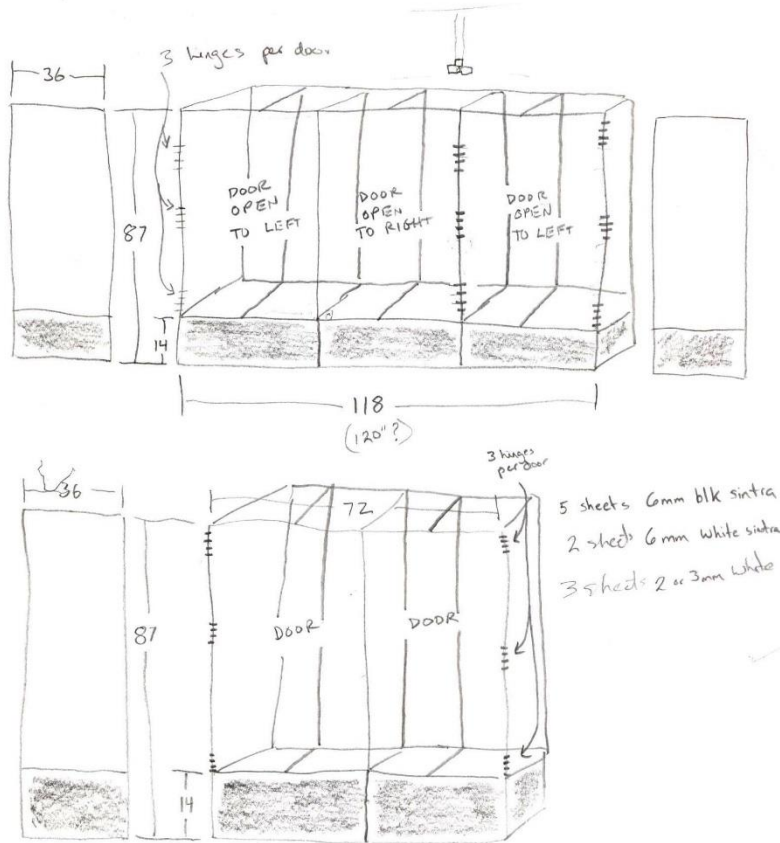 3 hinges per door
36
87
DOOR
OPEN
TO LEFT
DOOR
OPEN
TO RIGHT
DOOR
OPEN
TO LEFT
14
118
(120"?)
36
72
3 hinges
per door
5 sheets 6mm blk sintra
2 sheets 6mm white sintra
3 sheets 2 or 3mm white
87
DOOR
DOOR
14